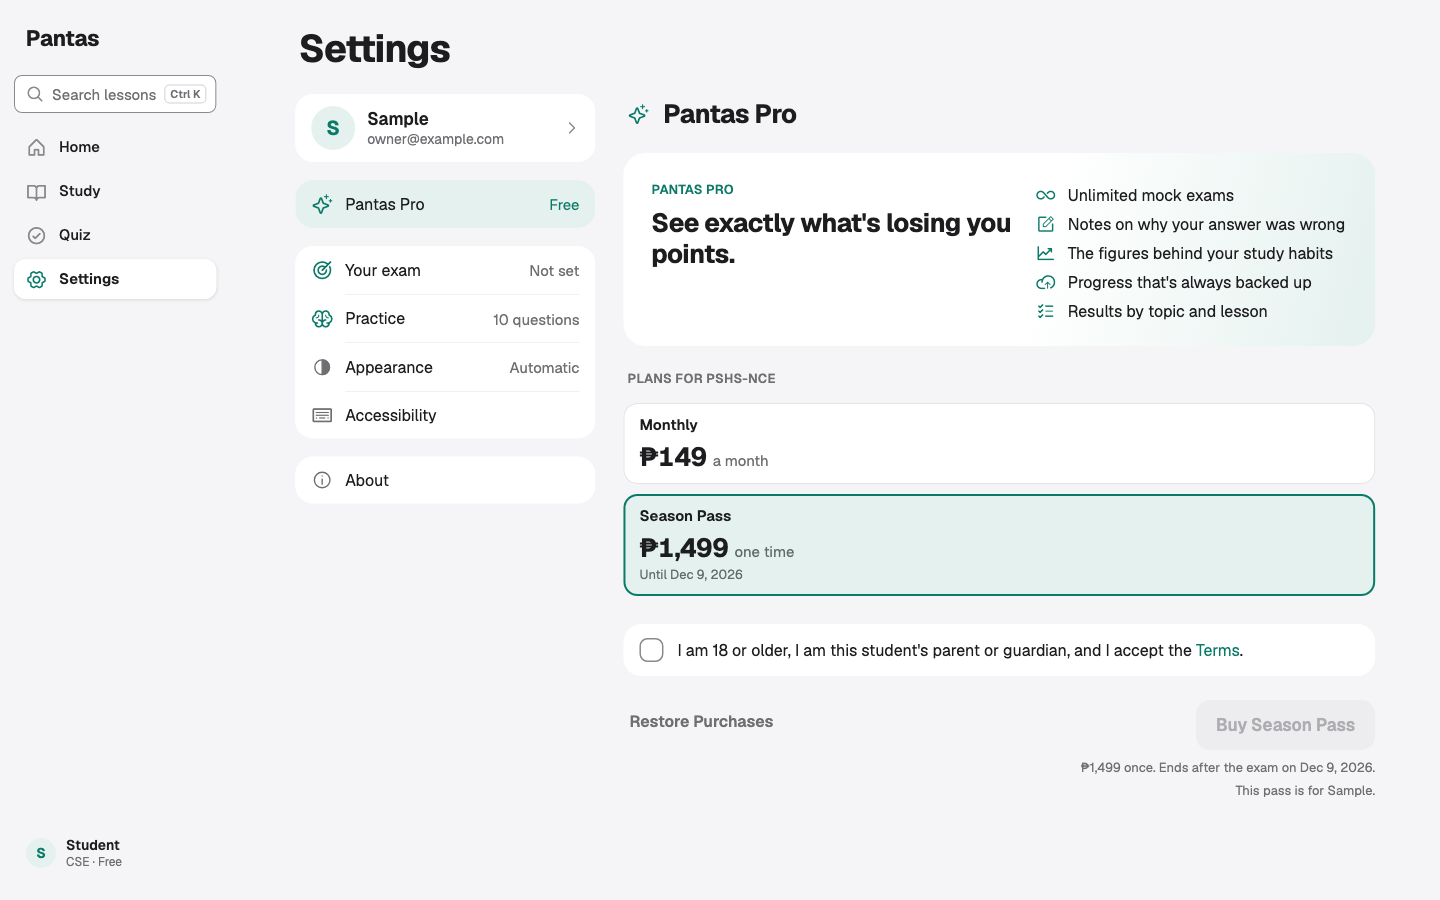 Pantas
Search lessons Ctrl K
Home
Study
Quiz
Settings
S
Student
CSE · Free
Settings
S
Sample
owner@example.com
Pantas Pro Free
Your exam Not set
Practice 10 questions
Appearance Automatic
Accessibility
About
Pantas Pro
PANTAS PRO
See exactly what's losing you
points.
Unlimited mock exams
Notes on why your answer was wrong
The figures behind your study habits
Progress that's always backed up
Results by topic and lesson
PLANS FOR PSHS-NCE
Monthly
₱149 a month
Season Pass
₱1,499 one time
Until Dec 9, 2026
I am 18 or older, I am this student's parent or guardian, and I accept the Terms.
Restore Purchases
Buy Season Pass
₱1,499 once. Ends after the exam on Dec 9, 2026.
This pass is for Sample.